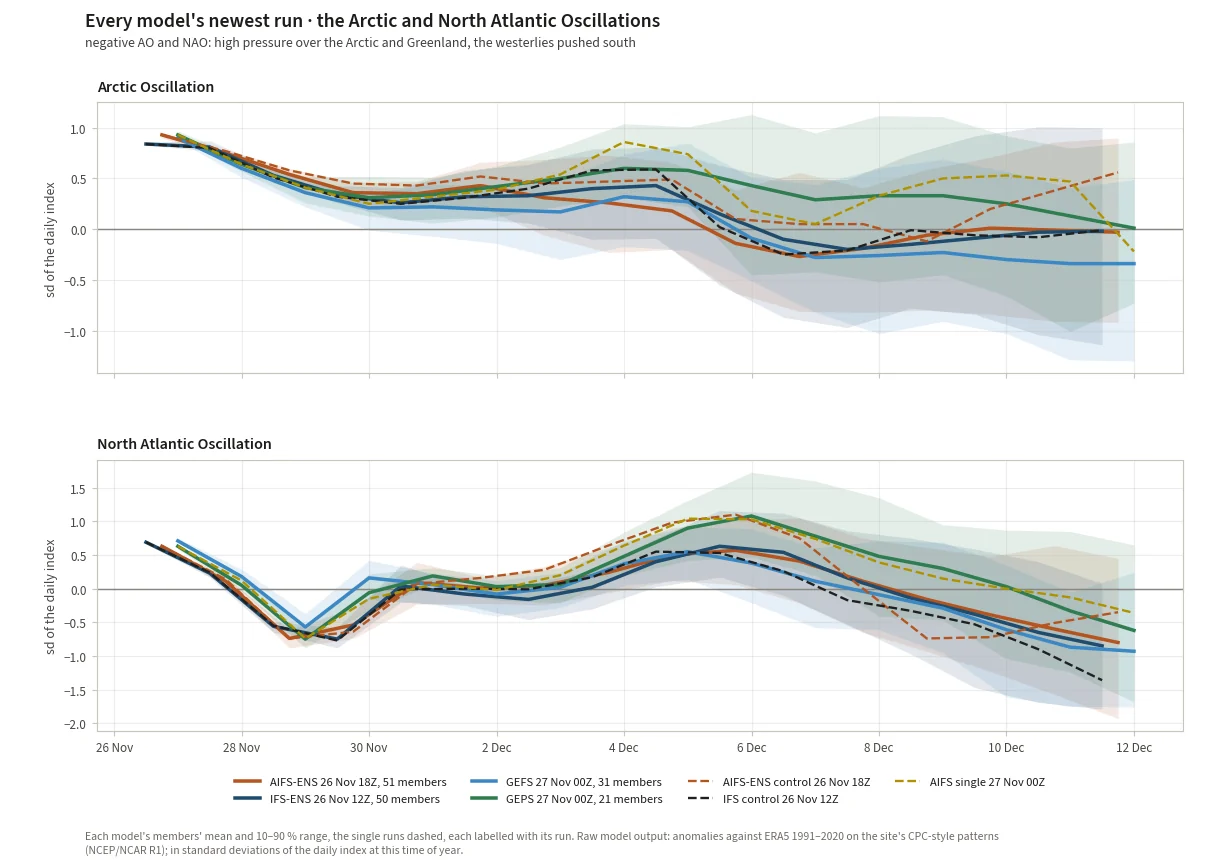 Every model's newest run · the Arctic and North Atlantic Oscillations
negative AO and NAO: high pressure over the Arctic and Greenland, the westerlies pushed south
Arctic Oscillation
sd of the daily index
1.0
0.5
0.0
−0.5
−1.0
North Atlantic Oscillation
sd of the daily index
1.5
1.0
0.5
0.0
−0.5
−1.0
−1.5
−2.0
26 Nov 28 Nov 30 Nov 2 Dec 4 Dec 6 Dec 8 Dec 10 Dec 12 Dec
AIFS-ENS 26 Nov 18Z, 51 members GEFS 27 Nov 00Z, 31 members AIFS-ENS control 26 Nov 18Z AIFS single 27 Nov 00Z
IFS-ENS 26 Nov 12Z, 50 members GEPS 27 Nov 00Z, 21 members IFS control 26 Nov 12Z
Each model's members' mean and 10–90 % range, the single runs dashed, each labelled with its run. Raw model output: anomalies against ERA5 1991–2020 on the site's CPC-style patterns
(NCEP/NCAR R1); in standard deviations of the daily index at this time of year.